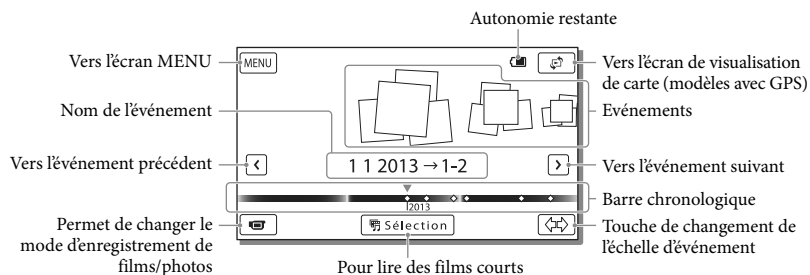 Autonomie restante
Vers l'écran MENU
MENU
Vers l'écran de visualisation
de carte (modèles avec GPS)
Nom de l'événement
Evénements
Vers l'événement précédent
1 1 2013 →1-2
Vers l'événement suivant
Barre chronologique
2013
Permet de changer le
mode d'enregistrement de
films/photos
Sélection
Touche de changement de
l'échelle d'événement
Pour lire des films courts